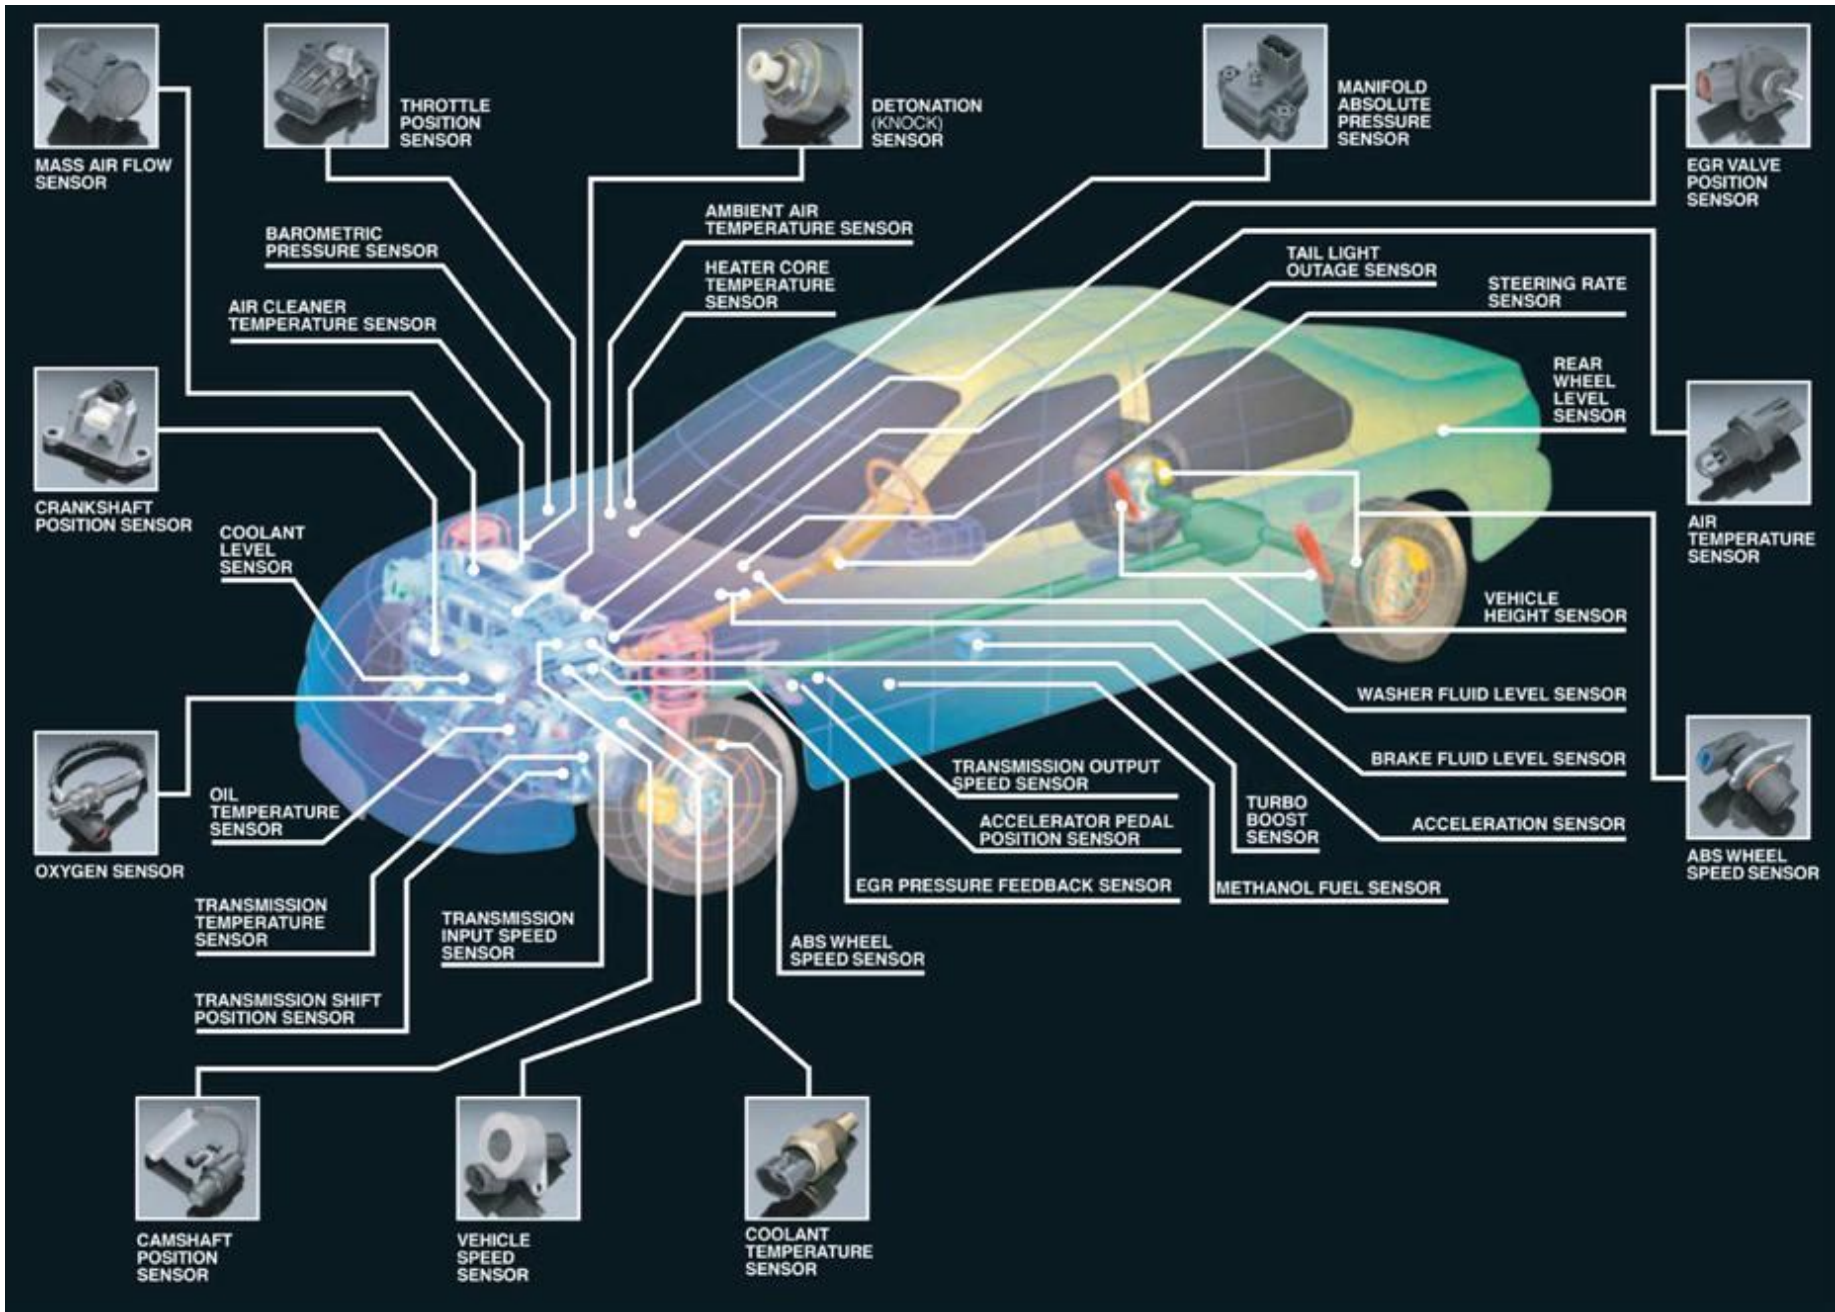 MASS AIR FLOW
SENSOR
THROTTLE
POSITION
SENSOR
DETONATION
(KNOCK)
SENSOR
MANIFOLD
ABSOLUTE
PRESSURE
SENSOR
EGR VALVE
POSITION
SENSOR
BAROMETRIC
PRESSURE SENSOR
AMBIENT AIR
TEMPERATURE SENSOR
HEATER CORE
TEMPERATURE
SENSOR
TAIL LIGHT
OUTAGE SENSOR
STEERING RATE
SENSOR
AIR CLEANER
TEMPERATURE SENSOR
REAR
WHEEL
LEVEL
SENSOR
CRANKSHAFT
POSITION SENSOR
AIR
TEMPERATURE
SENSOR
COOLANT
LEVEL
SENSOR
VEHICLE
HEIGHT SENSOR
WASHER FLUID LEVEL SENSOR
BRAKE FLUID LEVEL SENSOR
TRANSMISSION OUTPUT
SPEED SENSOR
TURBO
BOOST
SENSOR
ACCELERATION SENSOR
ACCELERATOR PEDAL
POSITION SENSOR
OIL
TEMPERATURE
SENSOR
OXYGEN SENSOR
ABS WHEEL
SPEED SENSOR
EGR PRESSURE FEEDBACK SENSOR
METHANOL FUEL SENSOR
TRANSMISSION
TEMPERATURE
SENSOR
TRANSMISSION
INPUT SPEED
SENSOR
ABS WHEEL
SPEED SENSOR
TRANSMISSION SHIFT
POSITION SENSOR
CAMSHAFT
POSITION
SENSOR
VEHICLE
SPEED
SENSOR
COOLANT
TEMPERATURE
SENSOR